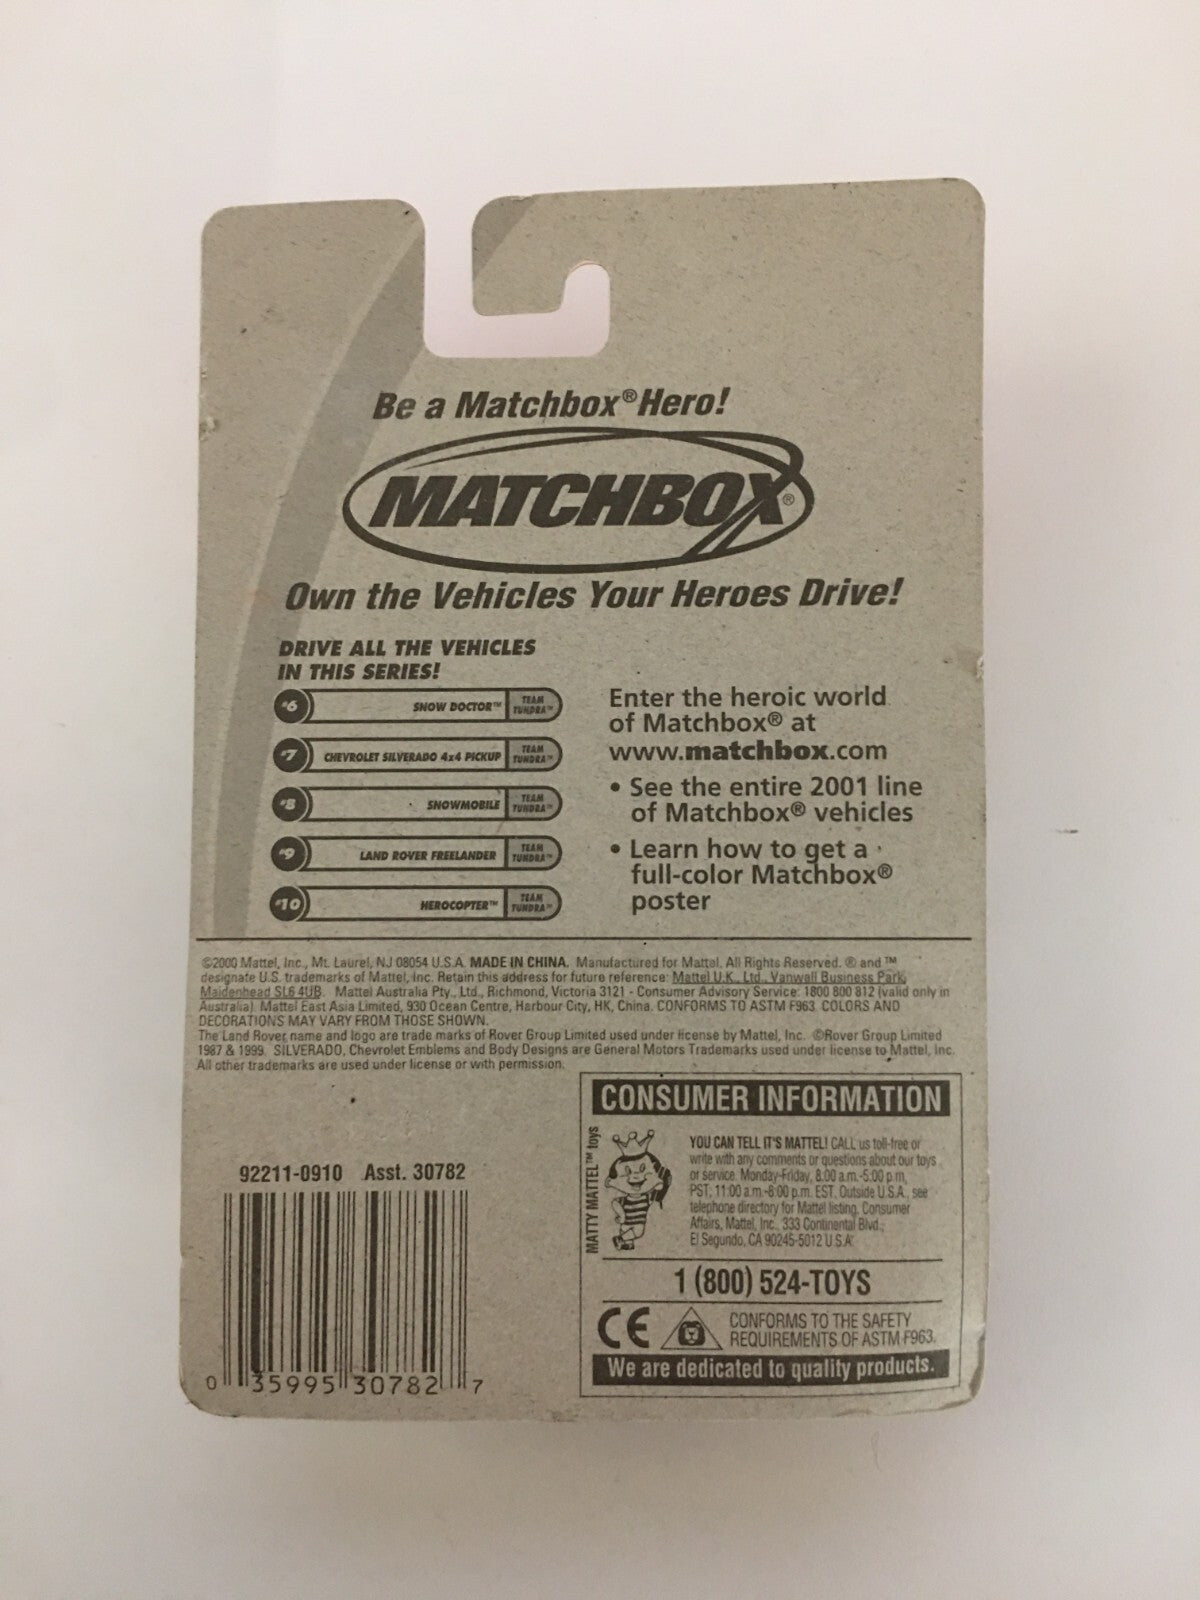 Be a Matchbox® Hero!
MATCHBOX®
Own the Vehicles Your Heroes Drive!
DRIVE ALL THE VEHICLES
IN THIS SERIES!
#6 SNOW DOCTOR™ TEAM TUNDRA™
#7 CHEVROLET SILVERADO 4x4 PICKUP TEAM TUNDRA™
#8 SNOWMOBILE TEAM TUNDRA™
#9 LAND ROVER FREELANDER TEAM TUNDRA™
#10 HEROCOPTER™ TEAM TUNDRA™
Enter the heroic world
of Matchbox® at
www.matchbox.com
• See the entire 2001 line
of Matchbox® vehicles
• Learn how to get a
full-color Matchbox®
poster
©2000 Mattel, Inc., Mt. Laurel, NJ 08054 U.S.A. MADE IN CHINA. Manufactured for Mattel. All Rights Reserved. ® and ™
designate U.S. trademarks of Mattel, Inc. Retain this address for future reference: Mattel U.K., Ltd., Vanwall Business Park,
Maidenhead SL6 4UB. Mattel Australia Pty., Ltd., Richmond, Victoria 3121 - Consumer Advisory Service: 1800 800 812 (valid only in
Australia). Mattel East Asia Limited, 930 Ocean Centre, Harbour City, HK, China. CONFORMS TO ASTM F963. COLORS AND
DECORATIONS MAY VARY FROM THOSE SHOWN.
The Land Rover name and logo are trade marks of Rover Group Limited used under license by Mattel, Inc. ©Rover Group Limited
1987 & 1999. SILVERADO, Chevrolet Emblems and Body Designs are General Motors Trademarks used under license to Mattel, Inc.
All other trademarks are used under license or with permission.
CONSUMER INFORMATION
MATTY MATTEL™ toys
YOU CAN TELL IT'S MATTEL! CALL us toll-free or
write with any comments or questions about our toys
or service. Monday-Friday, 8:00 a.m.-5:00 p.m.
PST; 11:00 a.m.-8:00 p.m. EST. Outside U.S.A., see
telephone directory for Mattel listing. Consumer
Affairs, Mattel, Inc. 333 Continental Blvd.,
El Segundo, CA 90245-5012 U.S.A.
1 (800) 524-TOYS
CE
CONFORMS TO THE SAFETY
REQUIREMENTS OF ASTM F963.
We are dedicated to quality products.
92211-0910 Asst. 30782
0 35995 30782 7